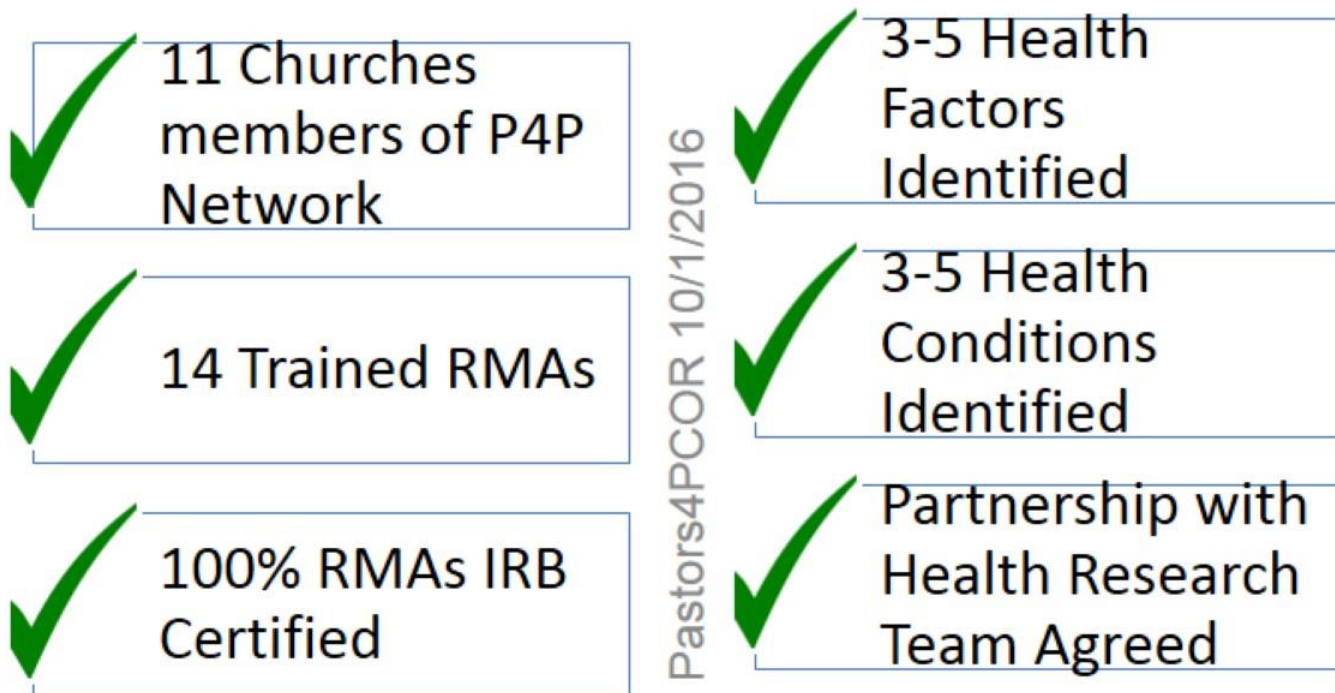 11 Churches
members of P4P
Network
14 Trained RMAs
100% RMAs IRB
Certified
Pastors4PCOR 10/1/2016
3-5 Health
Factors
Identified
3-5 Health
Conditions
Identified
Partnership with
Health Research
Team Agreed